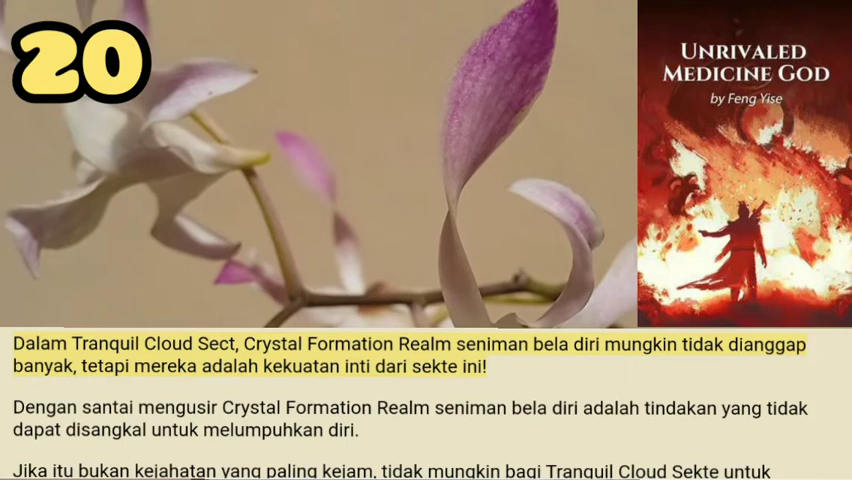 20
UNRIVALED
MEDICINE GOD
by Feng Yise
Dalam Tranquil Cloud Sect, Crystal Formation Realm seniman bela diri mungkin tidak dianggap
banyak, tetapi mereka adalah kekuatan inti dari sekte ini!
Dengan santai mengusir Crystal Formation Realm seniman bela diri adalah tindakan yang tidak
dapat disangkal untuk melumpuhkan diri.
Jika itu bukan kejahatan yang paling kejam, tidak mungkin bagi Tranquil Cloud Sekte untuk